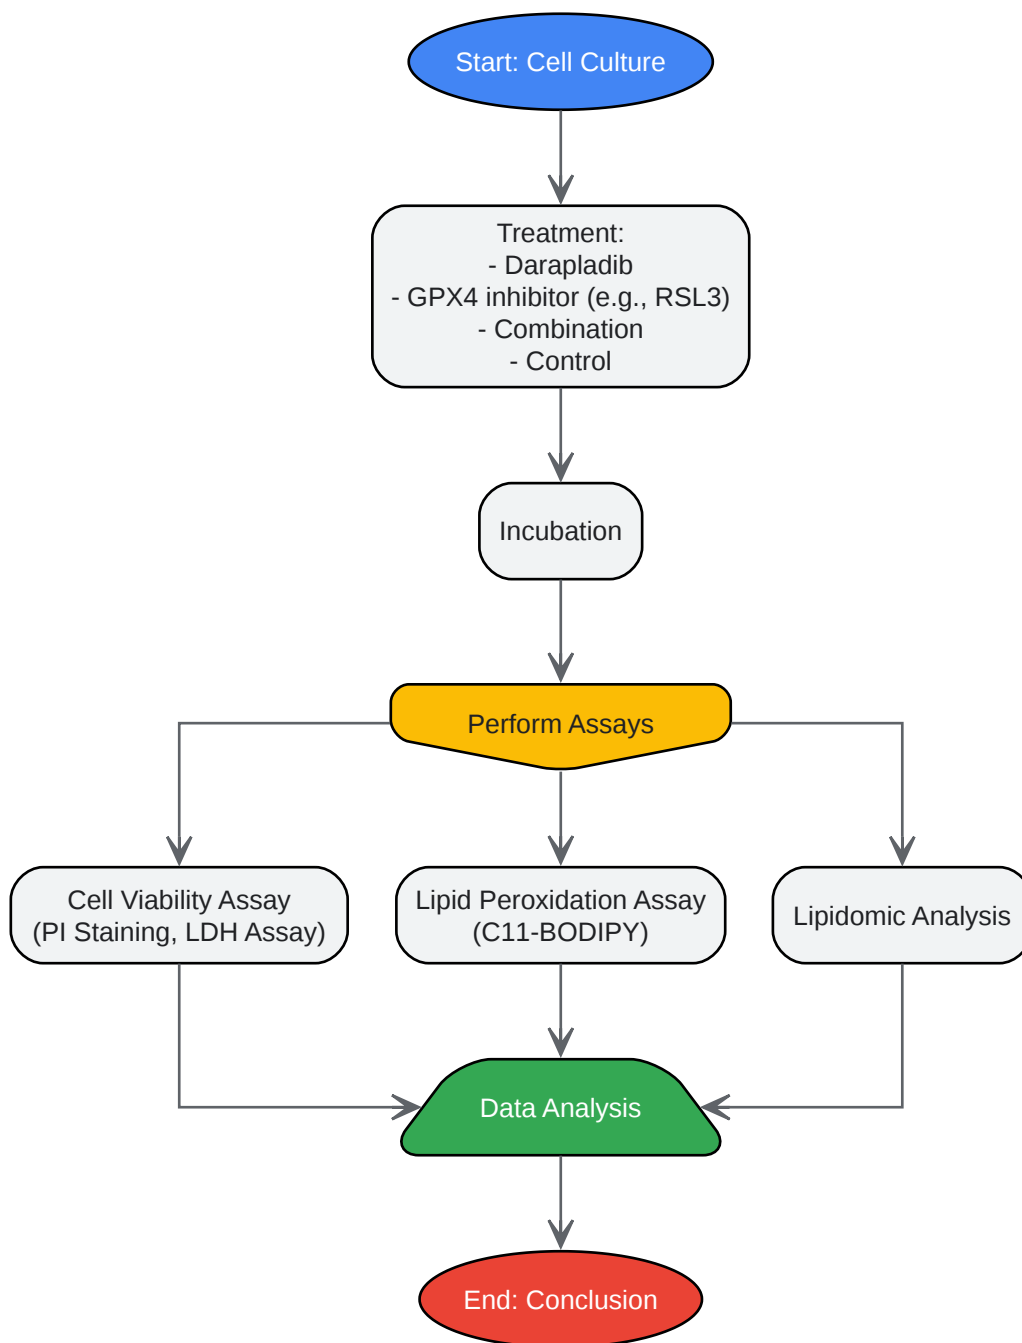 Start: Cell Culture
Treatment:
- Darapladib
- GPX4 inhibitor (e.g., RSL3)
- Combination
- Control
Incubation
Perform Assays
Cell Viability Assay
(PI Staining, LDH Assay)
Lipid Peroxidation Assay
(C11-BODIPY)
Lipidomic Analysis
Data Analysis
End: Conclusion